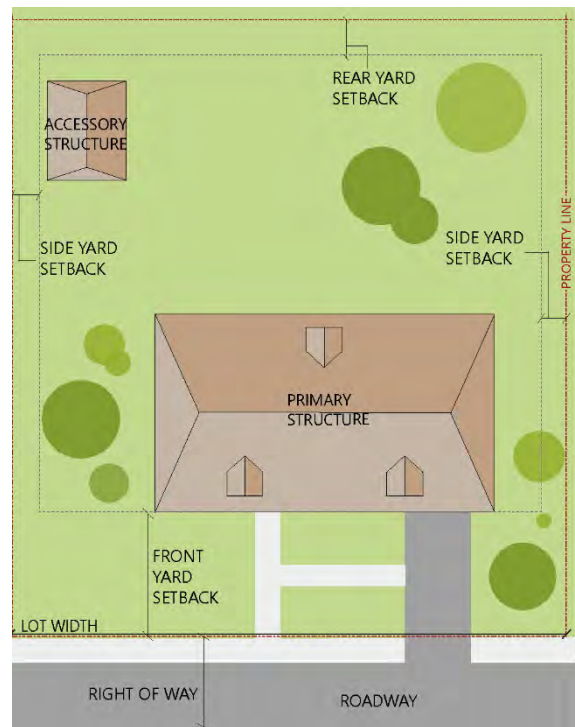 REAR YARD
SETBACK
ACCESSORY
STRUCTURE
SIDE YARD
SETBACK
SIDE YARD
SETBACK
PROPERTY LINE
PRIMARY
STRUCTURE
FRONT
YARD
SETBACK
LOT WIDTH
RIGHT OF WAY
ROADWAY